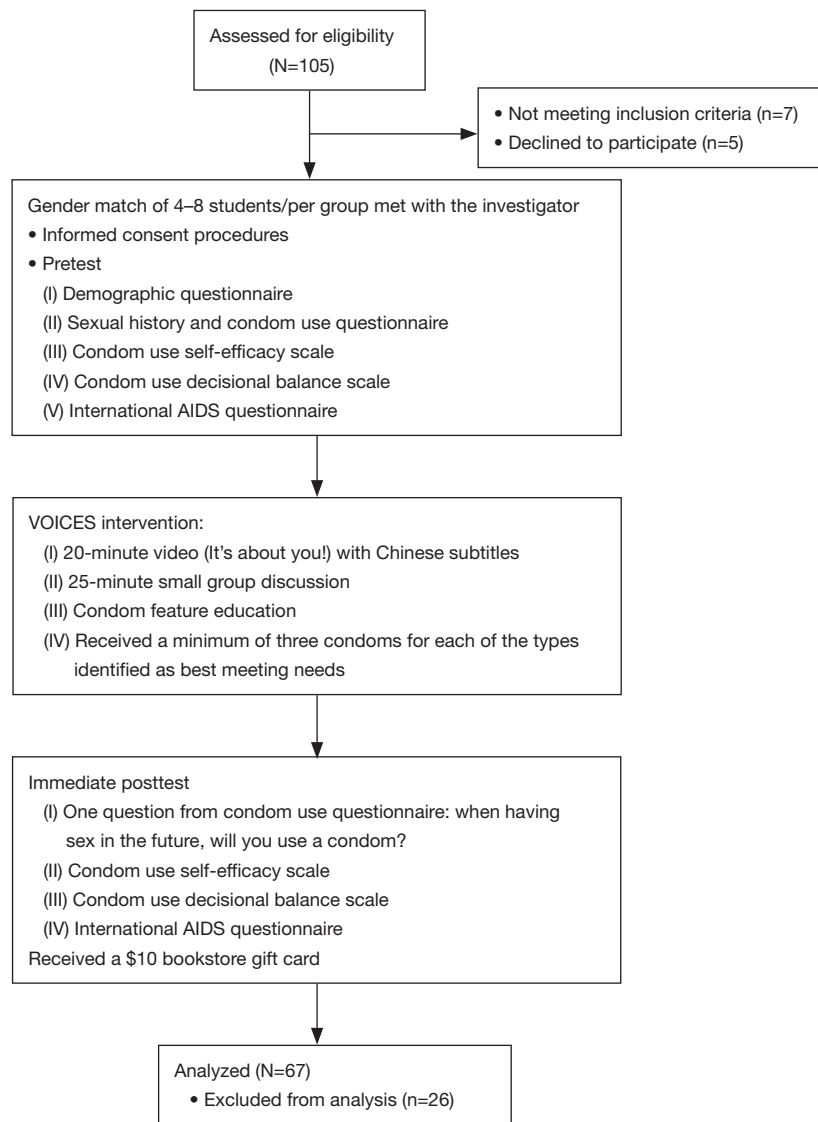 Assessed for eligibility
(N=105)
• Not meeting inclusion criteria (n=7)
• Declined to participate (n=5)
Gender match of 4–8 students/per group met with the investigator
• Informed consent procedures
• Pretest
(I) Demographic questionnaire
(II) Sexual history and condom use questionnaire
(III) Condom use self-efficacy scale
(IV) Condom use decisional balance scale
(V) International AIDS questionnaire
VOICES intervention:
(I) 20-minute video (It's about you!) with Chinese subtitles
(II) 25-minute small group discussion
(III) Condom feature education
(IV) Received a minimum of three condoms for each of the types
identified as best meeting needs
Immediate posttest
(I) One question from condom use questionnaire: when having
sex in the future, will you use a condom?
(II) Condom use self-efficacy scale
(III) Condom use decisional balance scale
(IV) International AIDS questionnaire
Received a $10 bookstore gift card
Analyzed (N=67)
• Excluded from analysis (n=26)